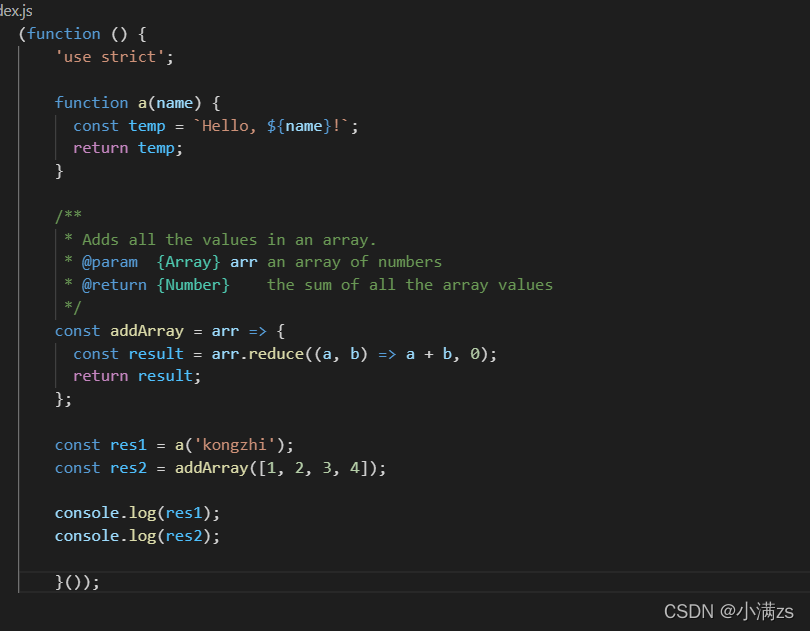 dex.js
(function () {
    'use strict';

    function a(name) {
      const temp = `Hello, ${name}!`;
      return temp;
    }

    /**
     * Adds all the values in an array.
     * @param  {Array} arr an array of numbers
     * @return {Number}    the sum of all the array values
     */
    const addArray = arr => {
      const result = arr.reduce((a, b) => a + b, 0);
      return result;
    };

    const res1 = a('kongzhi');
    const res2 = addArray([1, 2, 3, 4]);

    console.log(res1);
    console.log(res2);

    }());
CSDN @小满zs